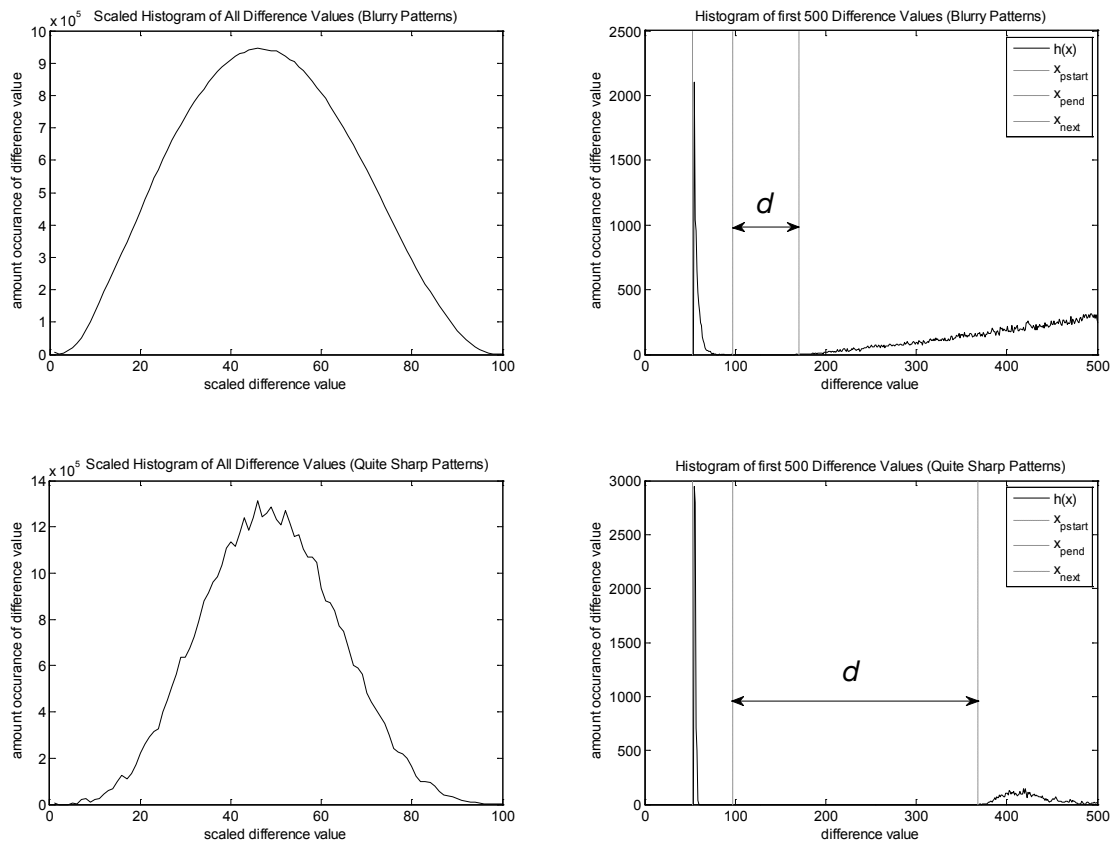 Scaled Histogram of All Difference Values (Blurry Patterns)
x 10^5
10
9
8
7
6
5
4
3
2
1
0
amount occurance of difference value
0 20 40 60 80 100
scaled difference value
Histogram of first 500 Difference Values (Blurry Patterns)
2500
2000
1500
1000
500
0
amount occurance of difference value
h(x)
x_pstart
x_pend
x_next
d
0 100 200 300 400 500
difference value
Scaled Histogram of All Difference Values (Quite Sharp Patterns)
x 10^5
14
12
10
8
6
4
2
0
amount occurance of difference value
0 20 40 60 80 100
scaled difference value
Histogram of first 500 Difference Values (Quite Sharp Patterns)
3000
2500
2000
1500
1000
500
0
amount occurance of difference value
h(x)
x_pstart
x_pend
x_next
d
0 100 200 300 400 500
difference value